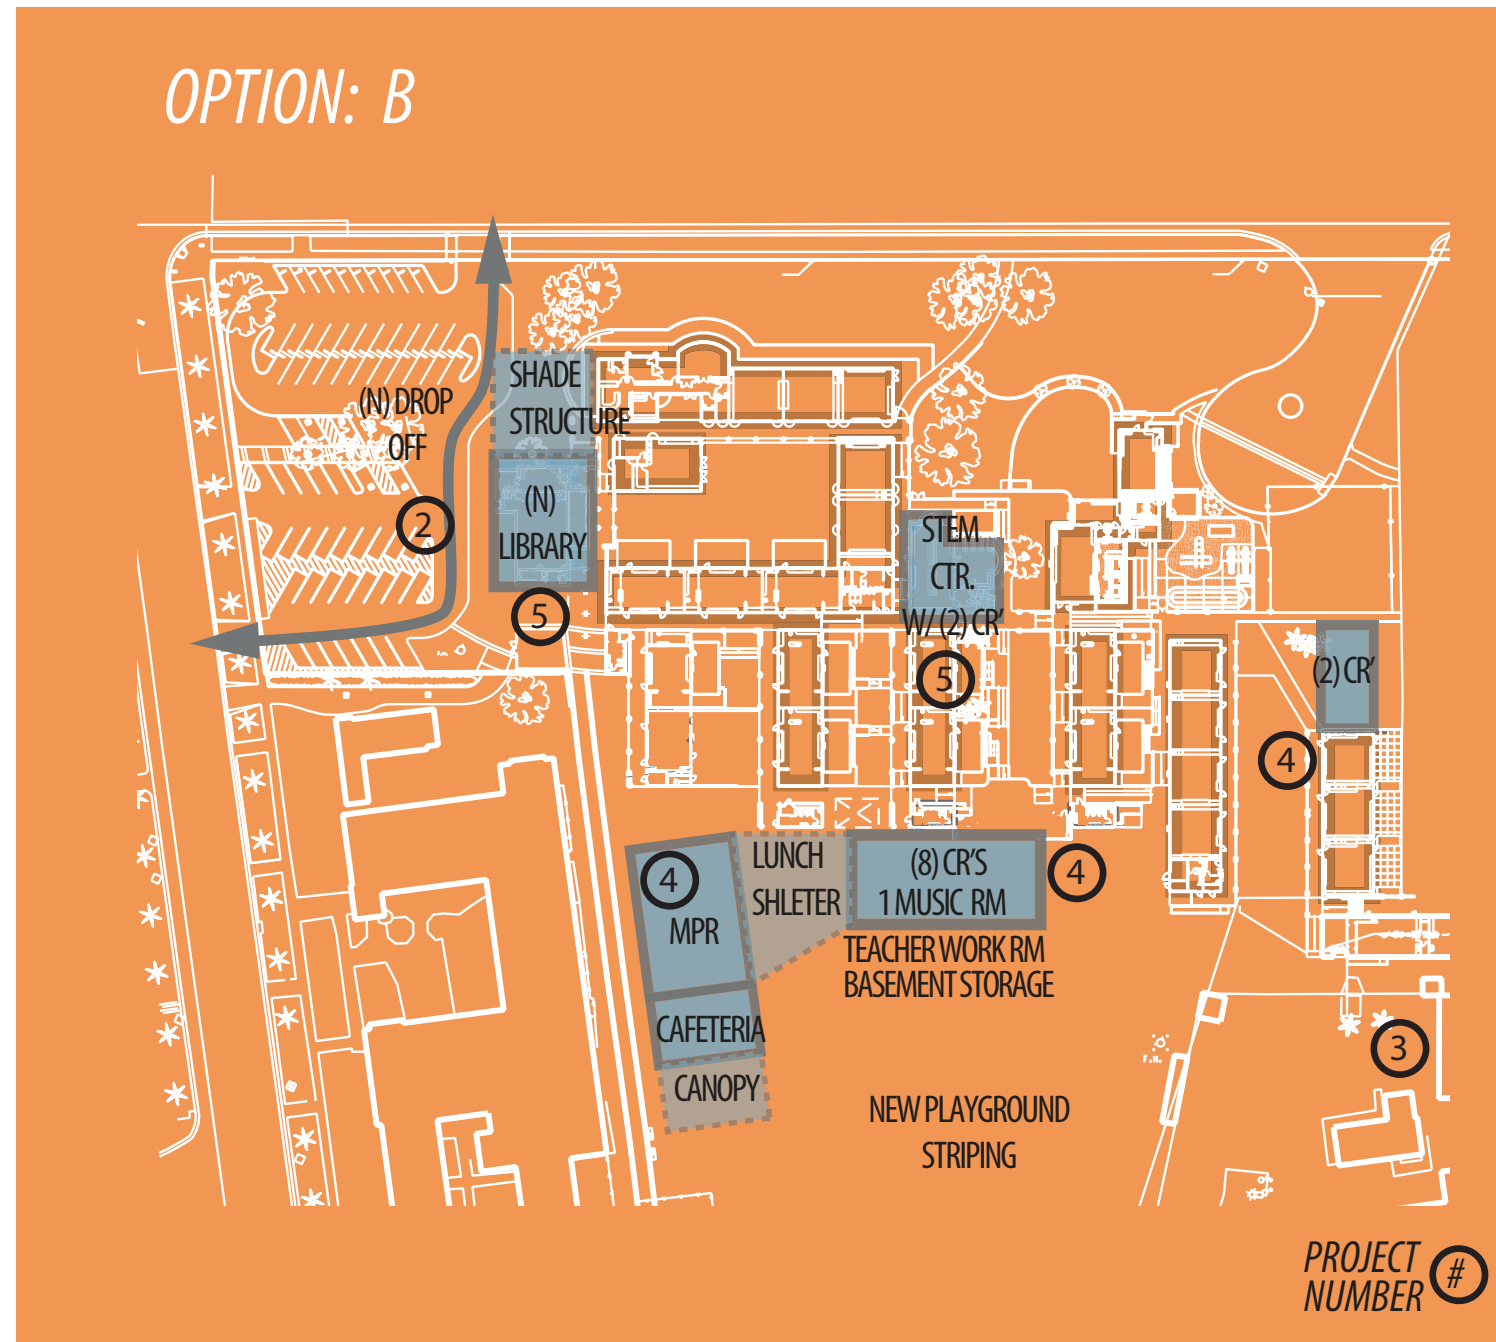 OPTION: B
SHADE
STRUCTURE
(N) DROP
OFF
2
(N)
LIBRARY
5
STEM
CTR.
W/ (2) CR'
5
(2) CR'
4
4
MPR
LUNCH
SHLETER
(8) CR'S
1 MUSIC RM
4
TEACHER WORK RM
BASEMENT STORAGE
CAFETERIA
CANOPY
3
F.H.
NEW PLAYGROUND
STRIPING
PROJECT
NUMBER #